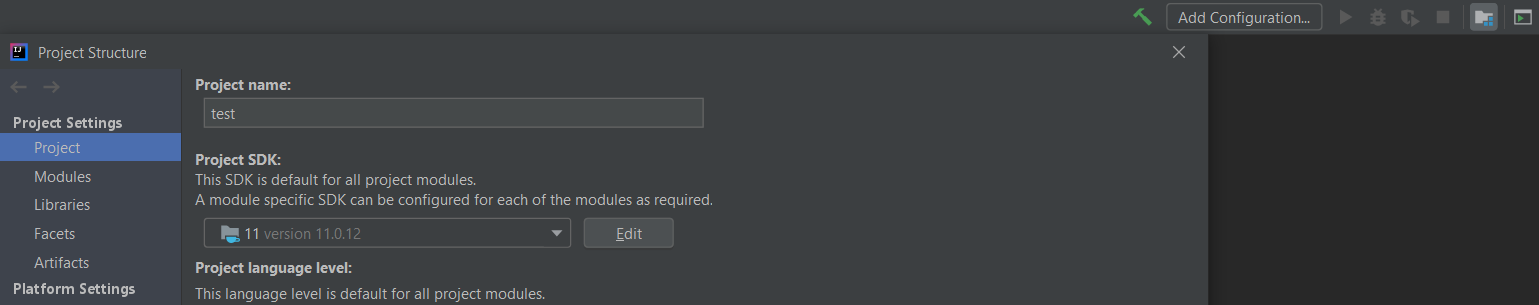 Add Configuration...
IJ
Project Structure
Project name:
test
Project Settings
Project
Project SDK:
Modules
This SDK is default for all project modules.
A module specific SDK can be configured for each of the modules as required.
Libraries
Facets
11 version 11.0.12
Edit
Artifacts
Project language level:
Platform Settings
This language level is default for all project modules.